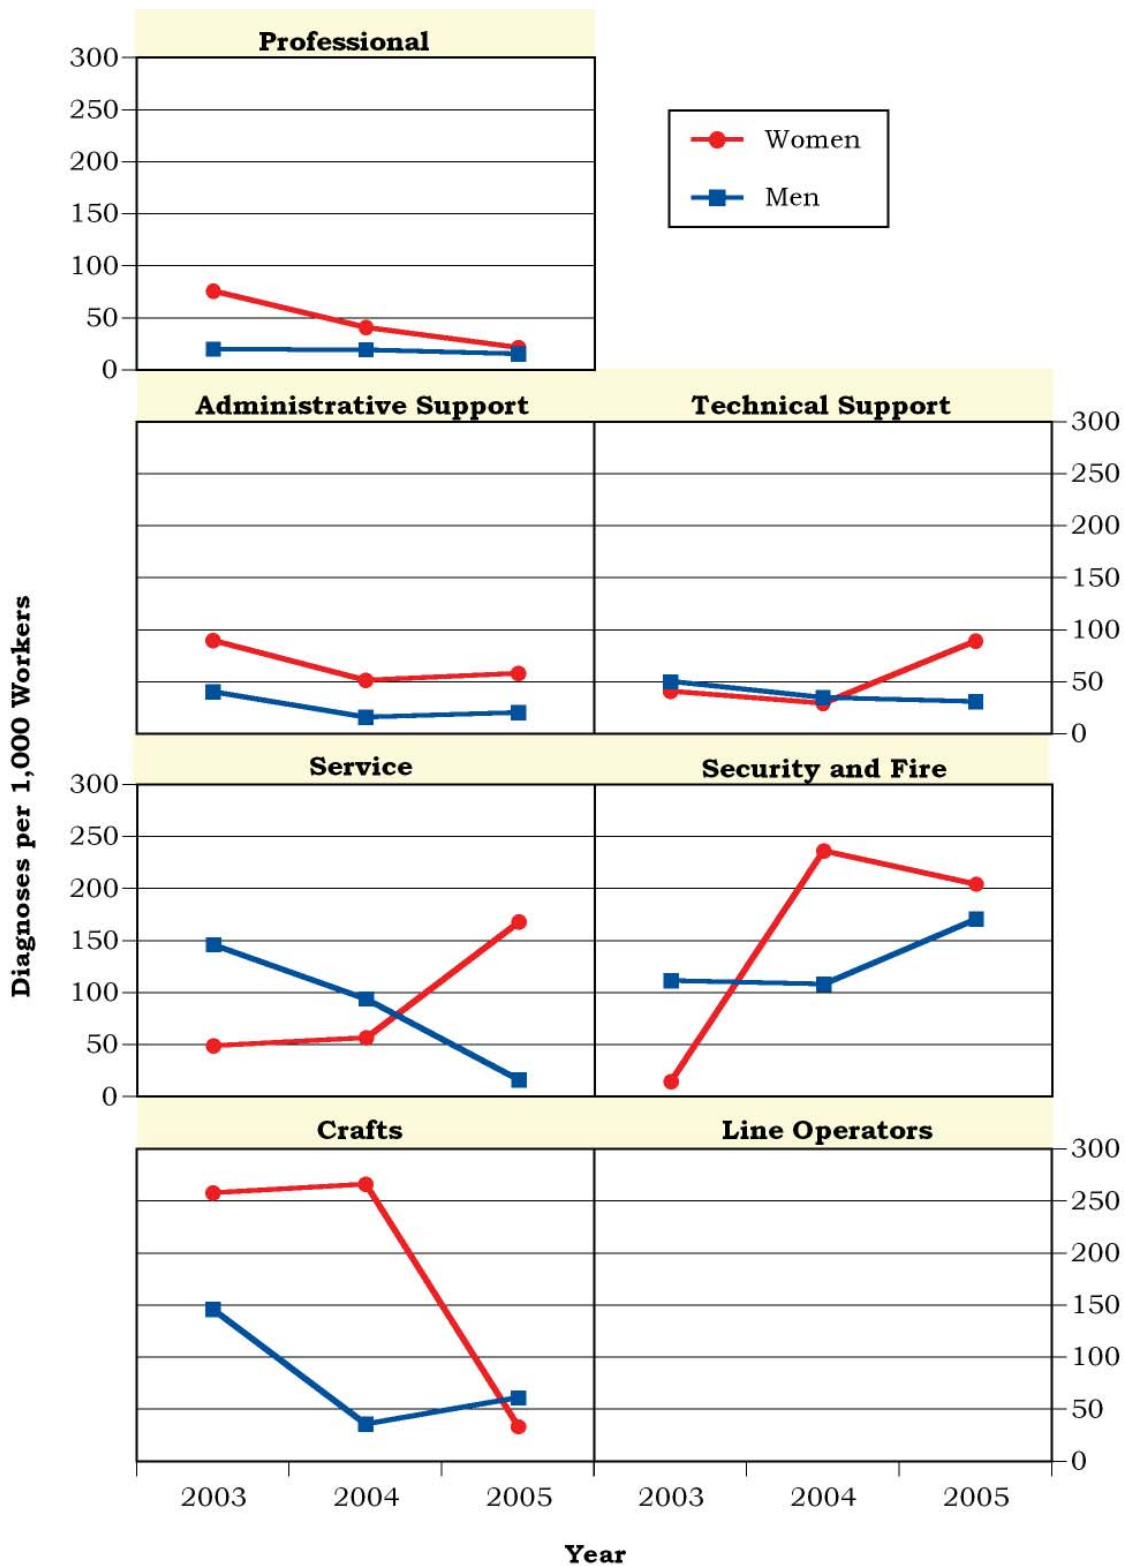 Professional
300
250
200
150
100
50
0
Women
Men
Administrative Support
Technical Support
300
250
200
150
100
50
0
Diagnoses per 1,000 Workers
Service
Security and Fire
300
250
200
150
100
50
0
Crafts
Line Operators
300
250
200
150
100
50
0
2003 2004 2005 2003 2004 2005
Year